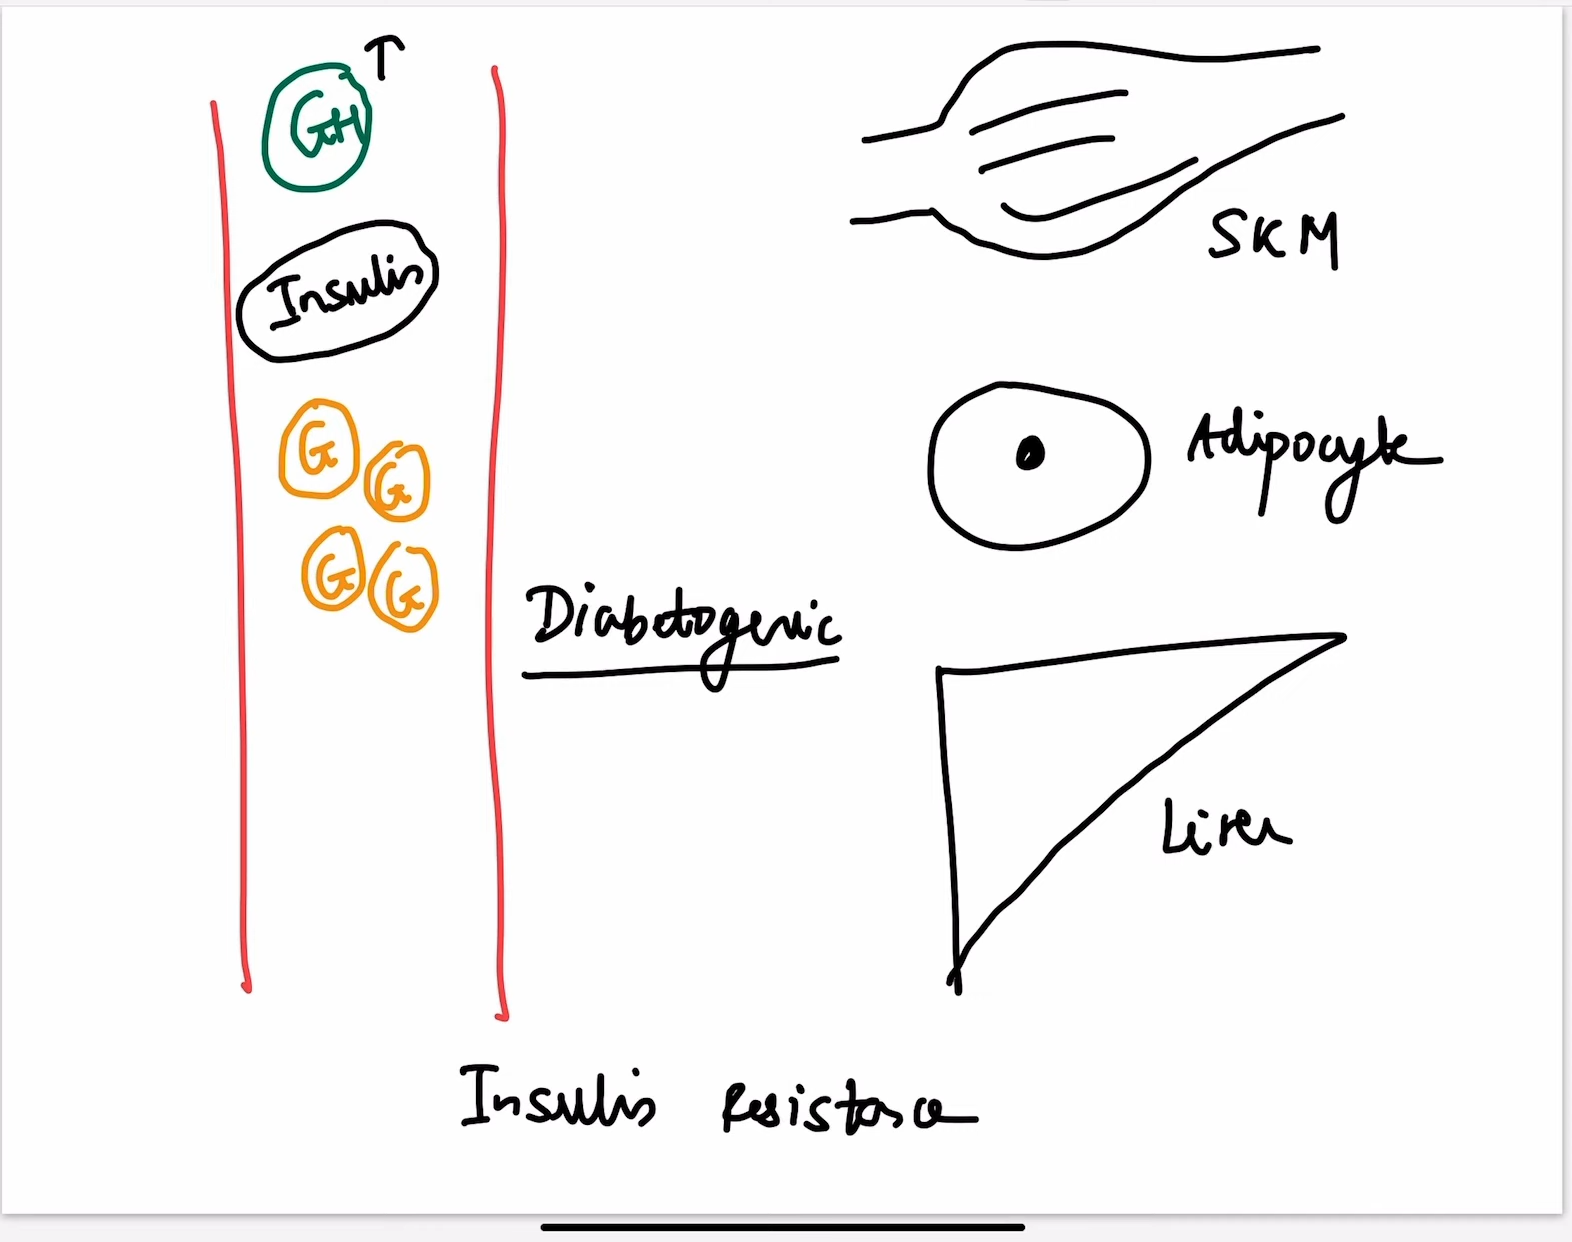 GH ↑
Insulin
G
G
G
G
Diabetogenic
SKM
Adipocyte
Liver
Insulin Resistance